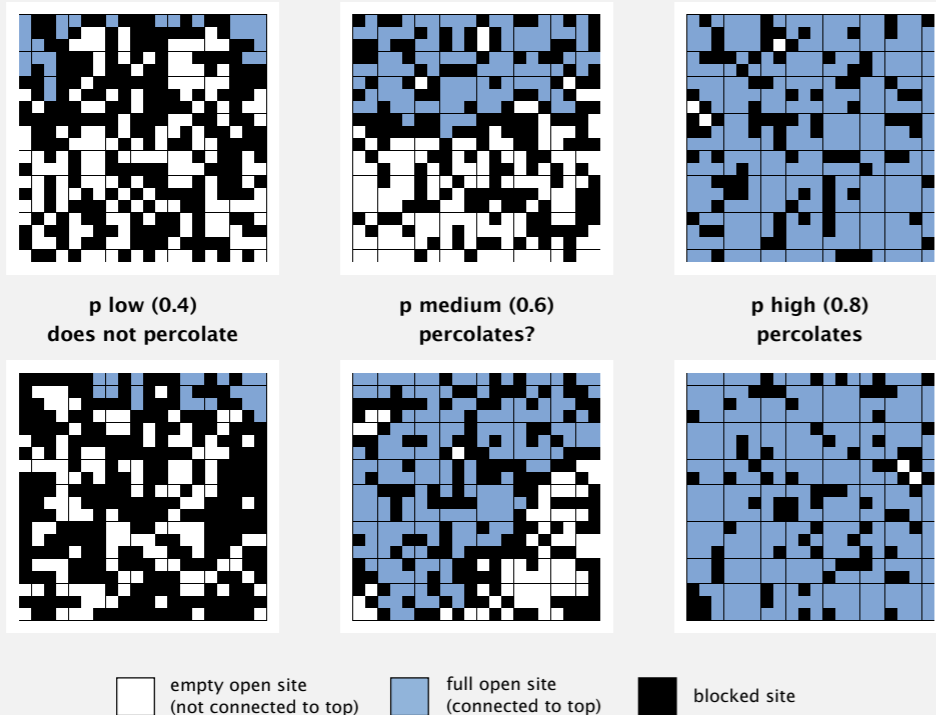 p low (0.4)
does not percolate
p medium (0.6)
percolates?
p high (0.8)
percolates
empty open site
(not connected to top)
full open site
(connected to top)
blocked site